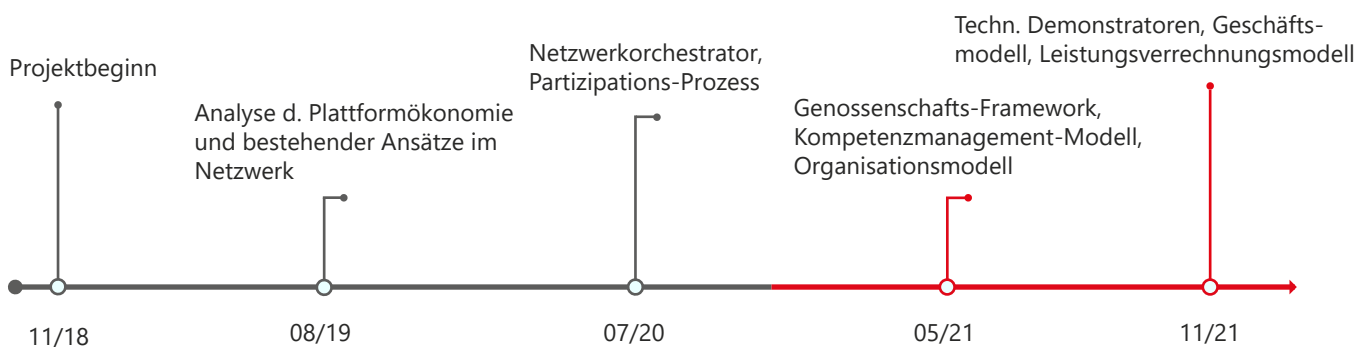 Projektbeginn
Analyse d. Plattformökonomie
und bestehender Ansätze im
Netzwerk
Netzwerkorchestrator,
Partizipations-Prozess
Genossenschafts-Framework,
Kompetenzmanagement-Modell,
Organisationsmodell
Techn. Demonstratoren, Geschäfts-
modell, Leistungsverrechnungsmodell
11/18
08/19
07/20
05/21
11/21